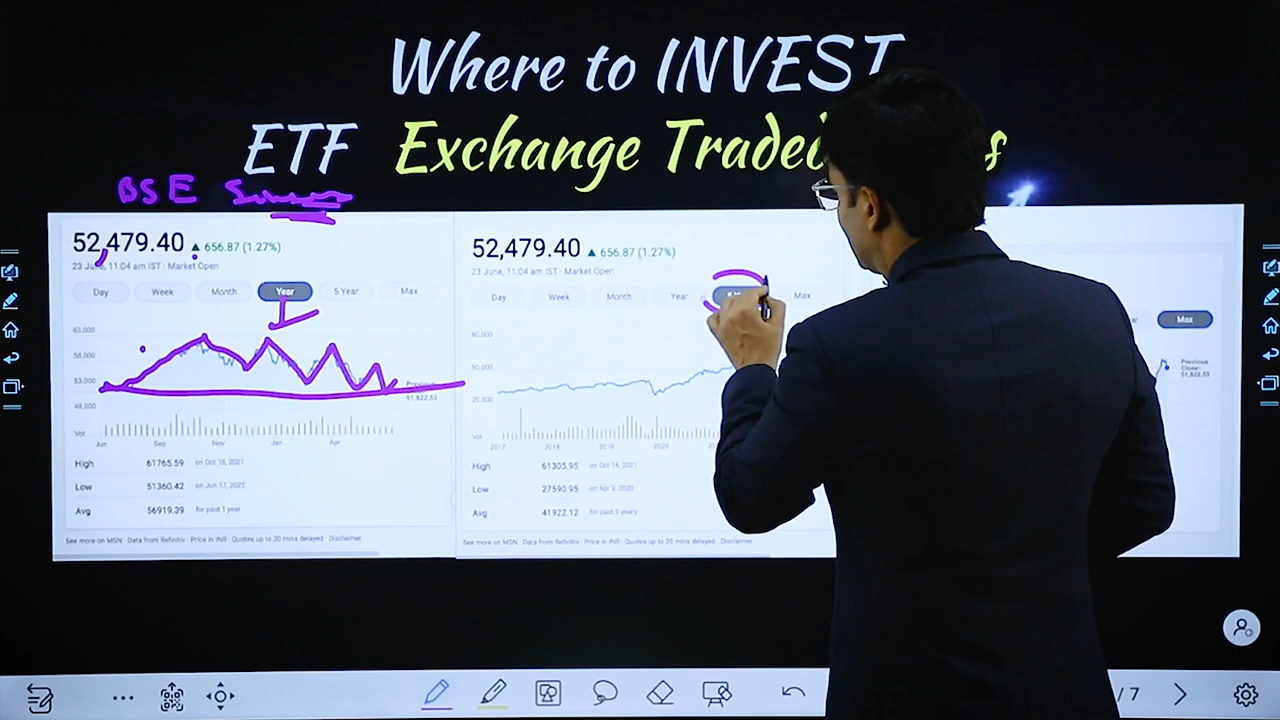 Where to INVEST
ETF Exchange Traded
BSE
52,479.40 ▲ 656.87 (1.27%)
23 June, 11:04 am IST · Market Open
Day Week Month Year 5 Year Max
63,000
58,000
53,000
48,000
Previous
51,822.53
Vol
Jun Sep Nov Jan Apr
High 61765.59 on Oct 18, 2021
Low 51360.42 on Jun 17, 2022
Avg 56919.39 for past 1 year
See more on MSN · Data from Refinitiv · Price in INR · Quotes up to 20 mins delayed · Disclaimer
52,479.40 ▲ 656.87 (1.27%)
23 June, 11:04 am IST · Market Open
Day Week Month Year Max
80,000
50,000
20,000
Vol
2017 2018 2019 2020
High 61305.95 on Oct 14, 2021
Low 27590.95 on Apr 3, 2020
Avg 41922.12 for past 5 years
See more on MSN · Data from Refinitiv · Price in INR · Quotes up to 20 mins delayed · Disclaimer
Max
Previous
Close:
51,822.53
/ 7